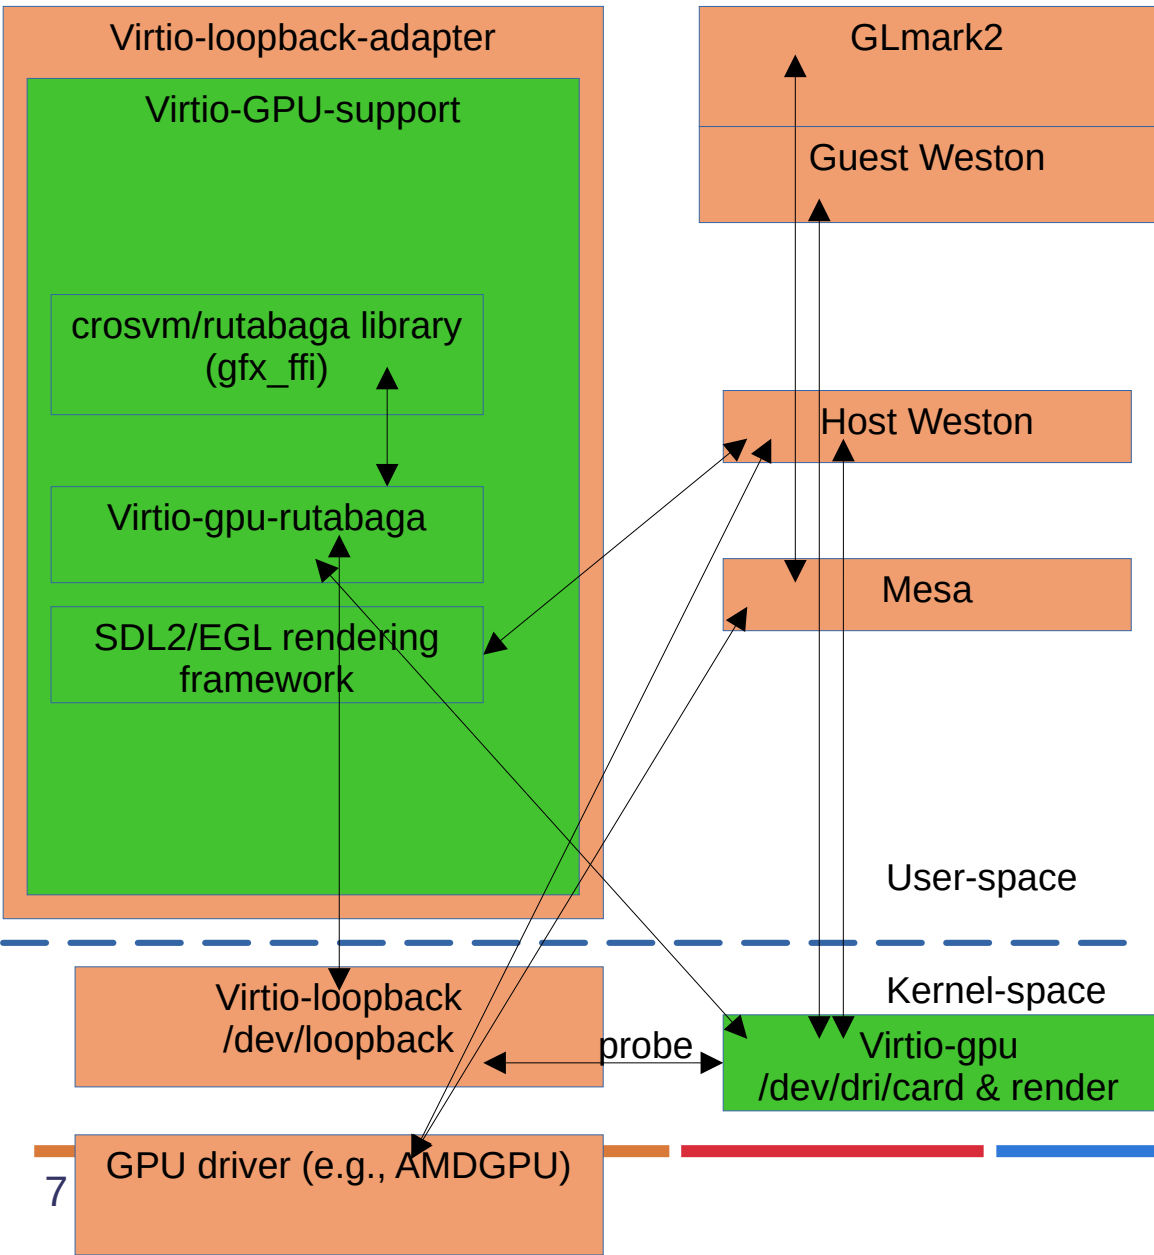 Virtio-loopback-adapter
Virtio-GPU-support
crosvm/rutabaga library
(gfx_ffi)
Virtio-gpu-rutabaga
SDL2/EGL rendering
framework
GLmark2
Guest Weston
Host Weston
Mesa
User-space
Kernel-space
Virtio-loopback
/dev/loopback
probe
Virtio-gpu
/dev/dri/card & render
GPU driver (e.g., AMDGPU)
7